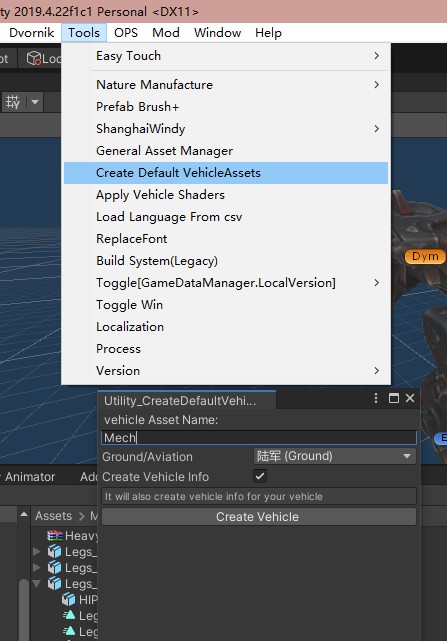 ty 2019.4.22f1c1 Personal <DX11>
Dvornik Tools OPS Mod Window Help
Easy Touch
Nature Manufacture
Prefab Brush+
ShanghaiWindy
General Asset Manager
Create Default VehicleAssets
Apply Vehicle Shaders
Load Language From csv
ReplaceFont
Build System(Legacy)
Toggle[GameDataManager.LocalVersion]
Toggle Win
Localization
Process
Version
Dym
Utility_CreateDefaultVehi...
vehicle Asset Name:
Mech
Ground/Aviation 陆军 (Ground)
Create Vehicle Info
It will also create vehicle info for your vehicle
Create Vehicle
Animator
Assets > M
Heavy
Legs_
Legs_
Legs_
HIP
Leg
Leg